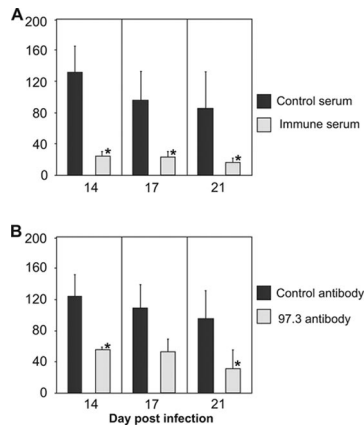 A
200
160
120
80
40
0
* * *
14 17 21
Control serum
Immune serum
B
200
160
120
80
40
0
* *
14 17 21
Control antibody
97.3 antibody
Day post infection